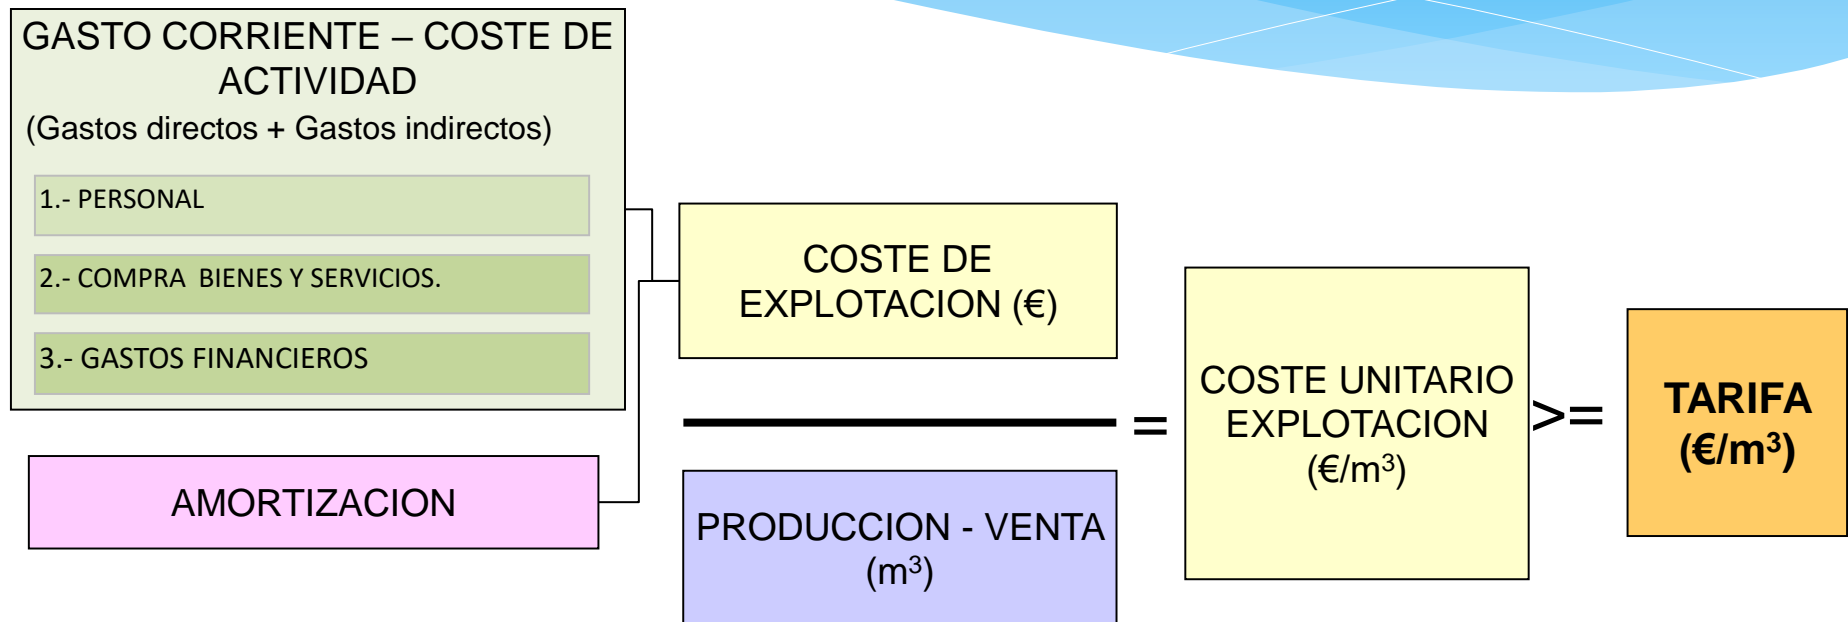 GASTO CORRIENTE – COSTE DE
ACTIVIDAD
(Gastos directos + Gastos indirectos)
1.- PERSONAL
2.- COMPRA  BIENES Y SERVICIOS.
3.- GASTOS FINANCIEROS
AMORTIZACION
COSTE DE
EXPLOTACION (€)
PRODUCCION - VENTA
(m³)
=
COSTE UNITARIO
EXPLOTACION
(€/m³)
>=
TARIFA
(€/m³)